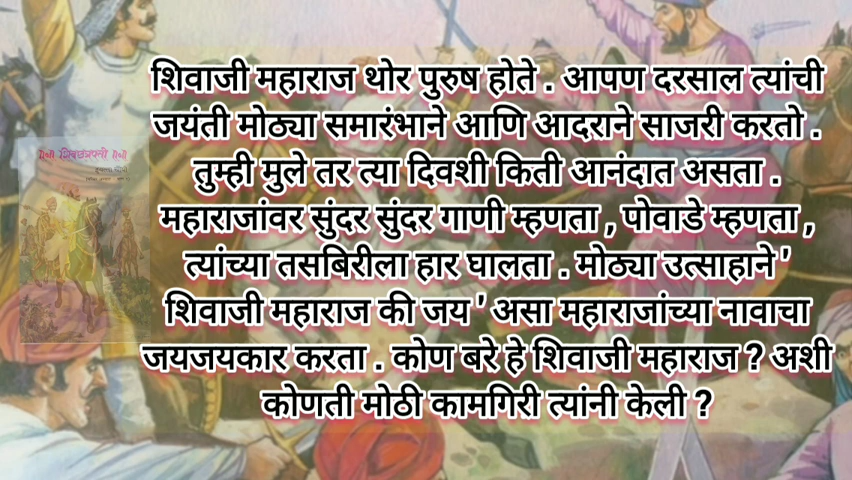 शिवाजी महाराज थोर पुरुष होते . आपण दरसाल त्यांची
जयंती मोठ्या समारंभाने आणि आदराने साजरी करतो .
तुम्ही मुले तर त्या दिवशी किती आनंदात असता .
महाराजांवर सुंदर सुंदर गाणी म्हणता , पोवाडे म्हणता ,
त्यांच्या तसबिरीला हार घालता . मोठ्या उत्साहाने '
शिवाजी महाराज की जय ' असा महाराजांच्या नावाचा
जयजयकार करता . कोण बरे हे शिवाजी महाराज ? अशी
कोणती मोठी कामगिरी त्यांनी केली ?